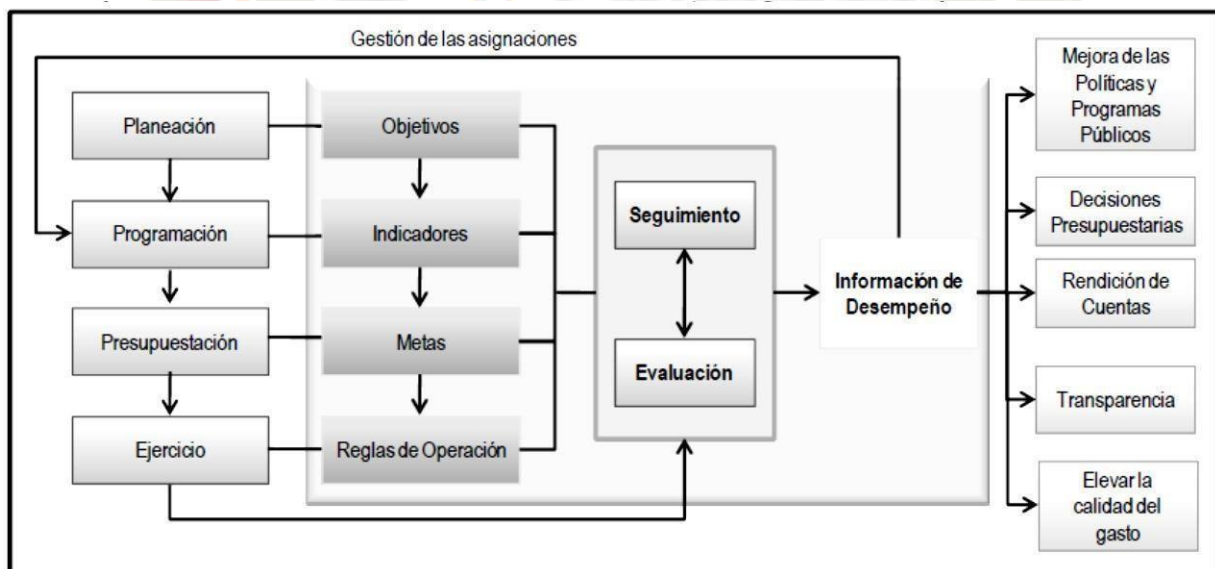 Gestión de las asignaciones
Planeación
Programación
Presupuestación
Ejercicio
Objetivos
Indicadores
Metas
Reglas de Operación
Seguimiento
Evaluación
Información de
Desempeño
Mejora de las
Políticas y
Programas
Públicos
Decisiones
Presupuestarias
Rendición de
Cuentas
Transparencia
Elevar la
calidad del
gasto